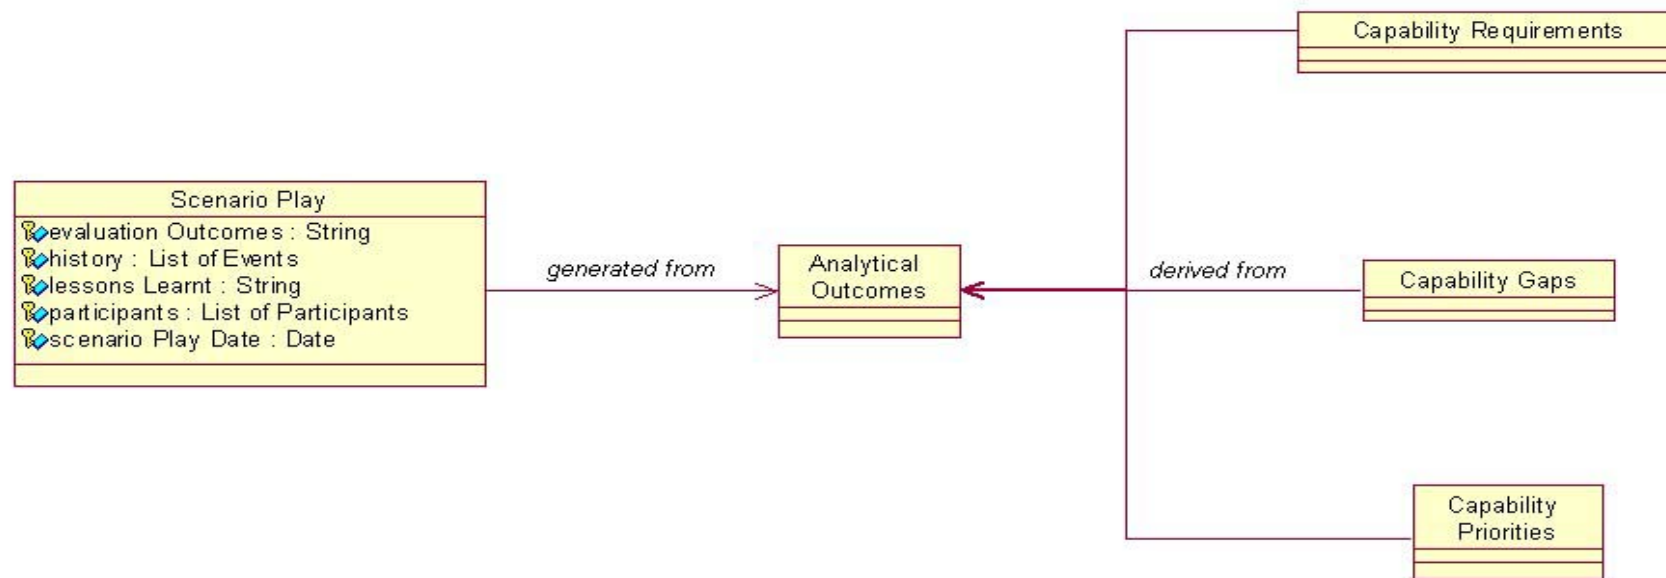 Capability Requirements
Scenario Play
evaluation Outcomes : String
history : List of Events
lessons Learnt : String
participants : List of Participants
scenario Play Date : Date
generated from
Analytical
Outcomes
derived from
Capability Gaps
Capability
Priorities